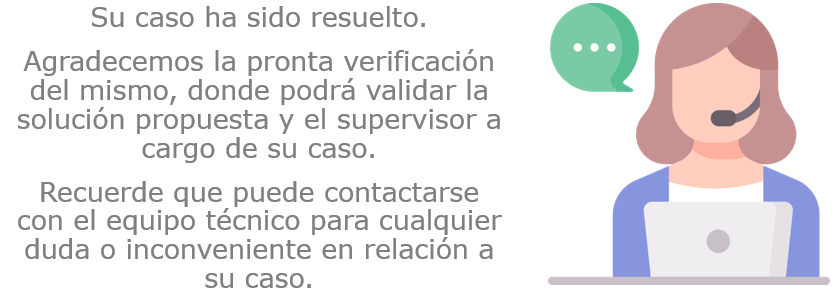 Su caso ha sido resuelto.
Agradecemos la pronta verificación
del mismo, donde podrá validar la
solución propuesta y el supervisor a
cargo de su caso.
Recuerde que puede contactarse
con el equipo técnico para cualquier
duda o inconveniente en relación a
su caso.